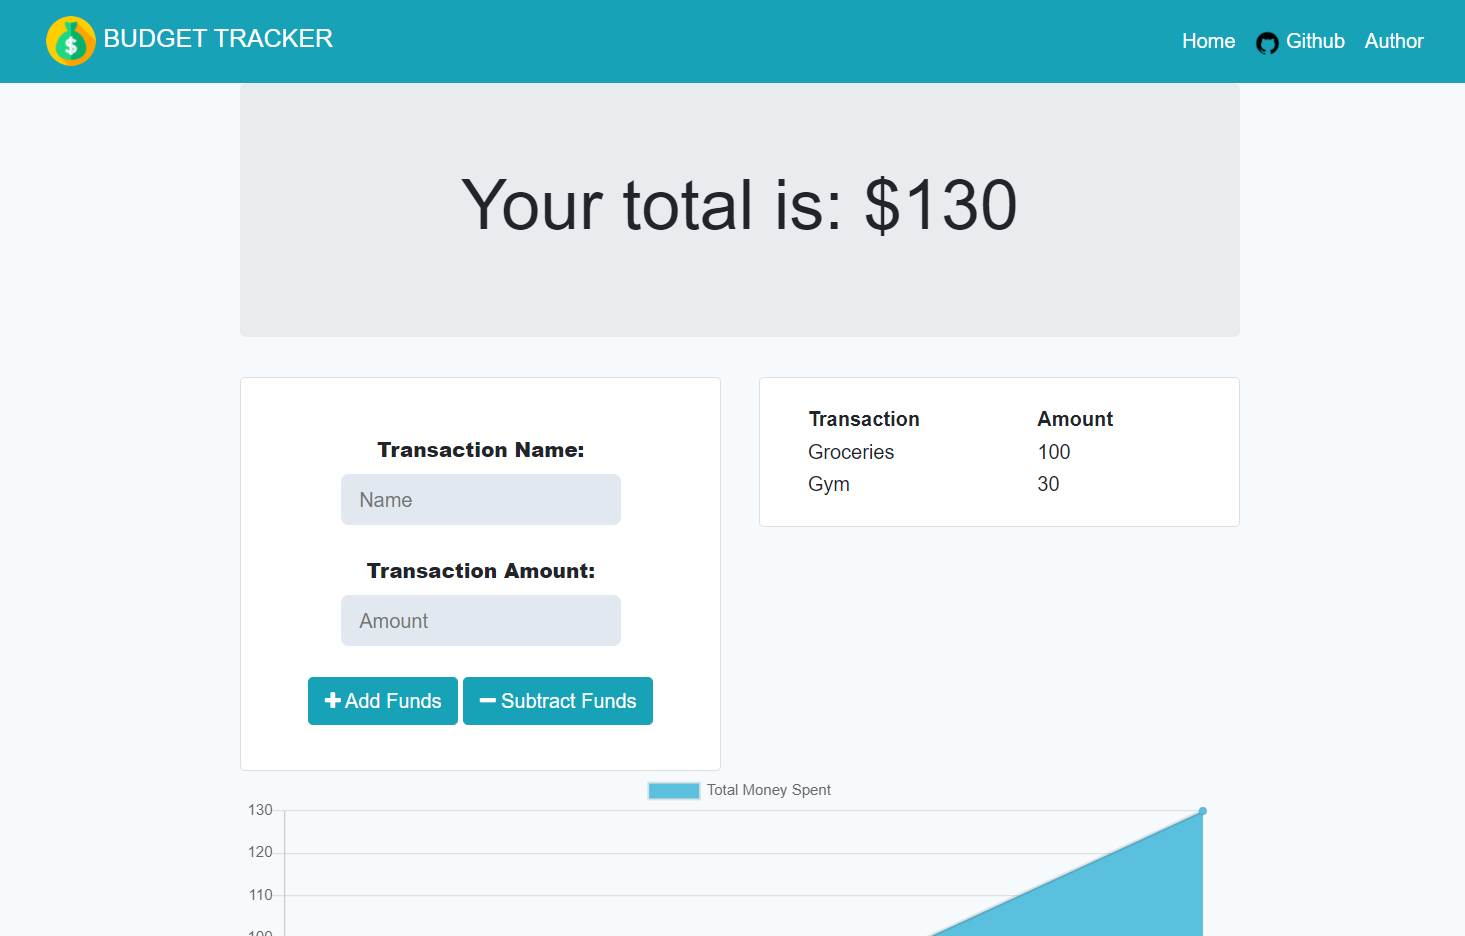 BUDGET TRACKER
Home Github Author
Your total is: $130
Transaction Name:
Name
Transaction Amount:
Amount
Add Funds
Subtract Funds
Transaction Amount
Groceries 100
Gym 30
Total Money Spent
130
120
110
100